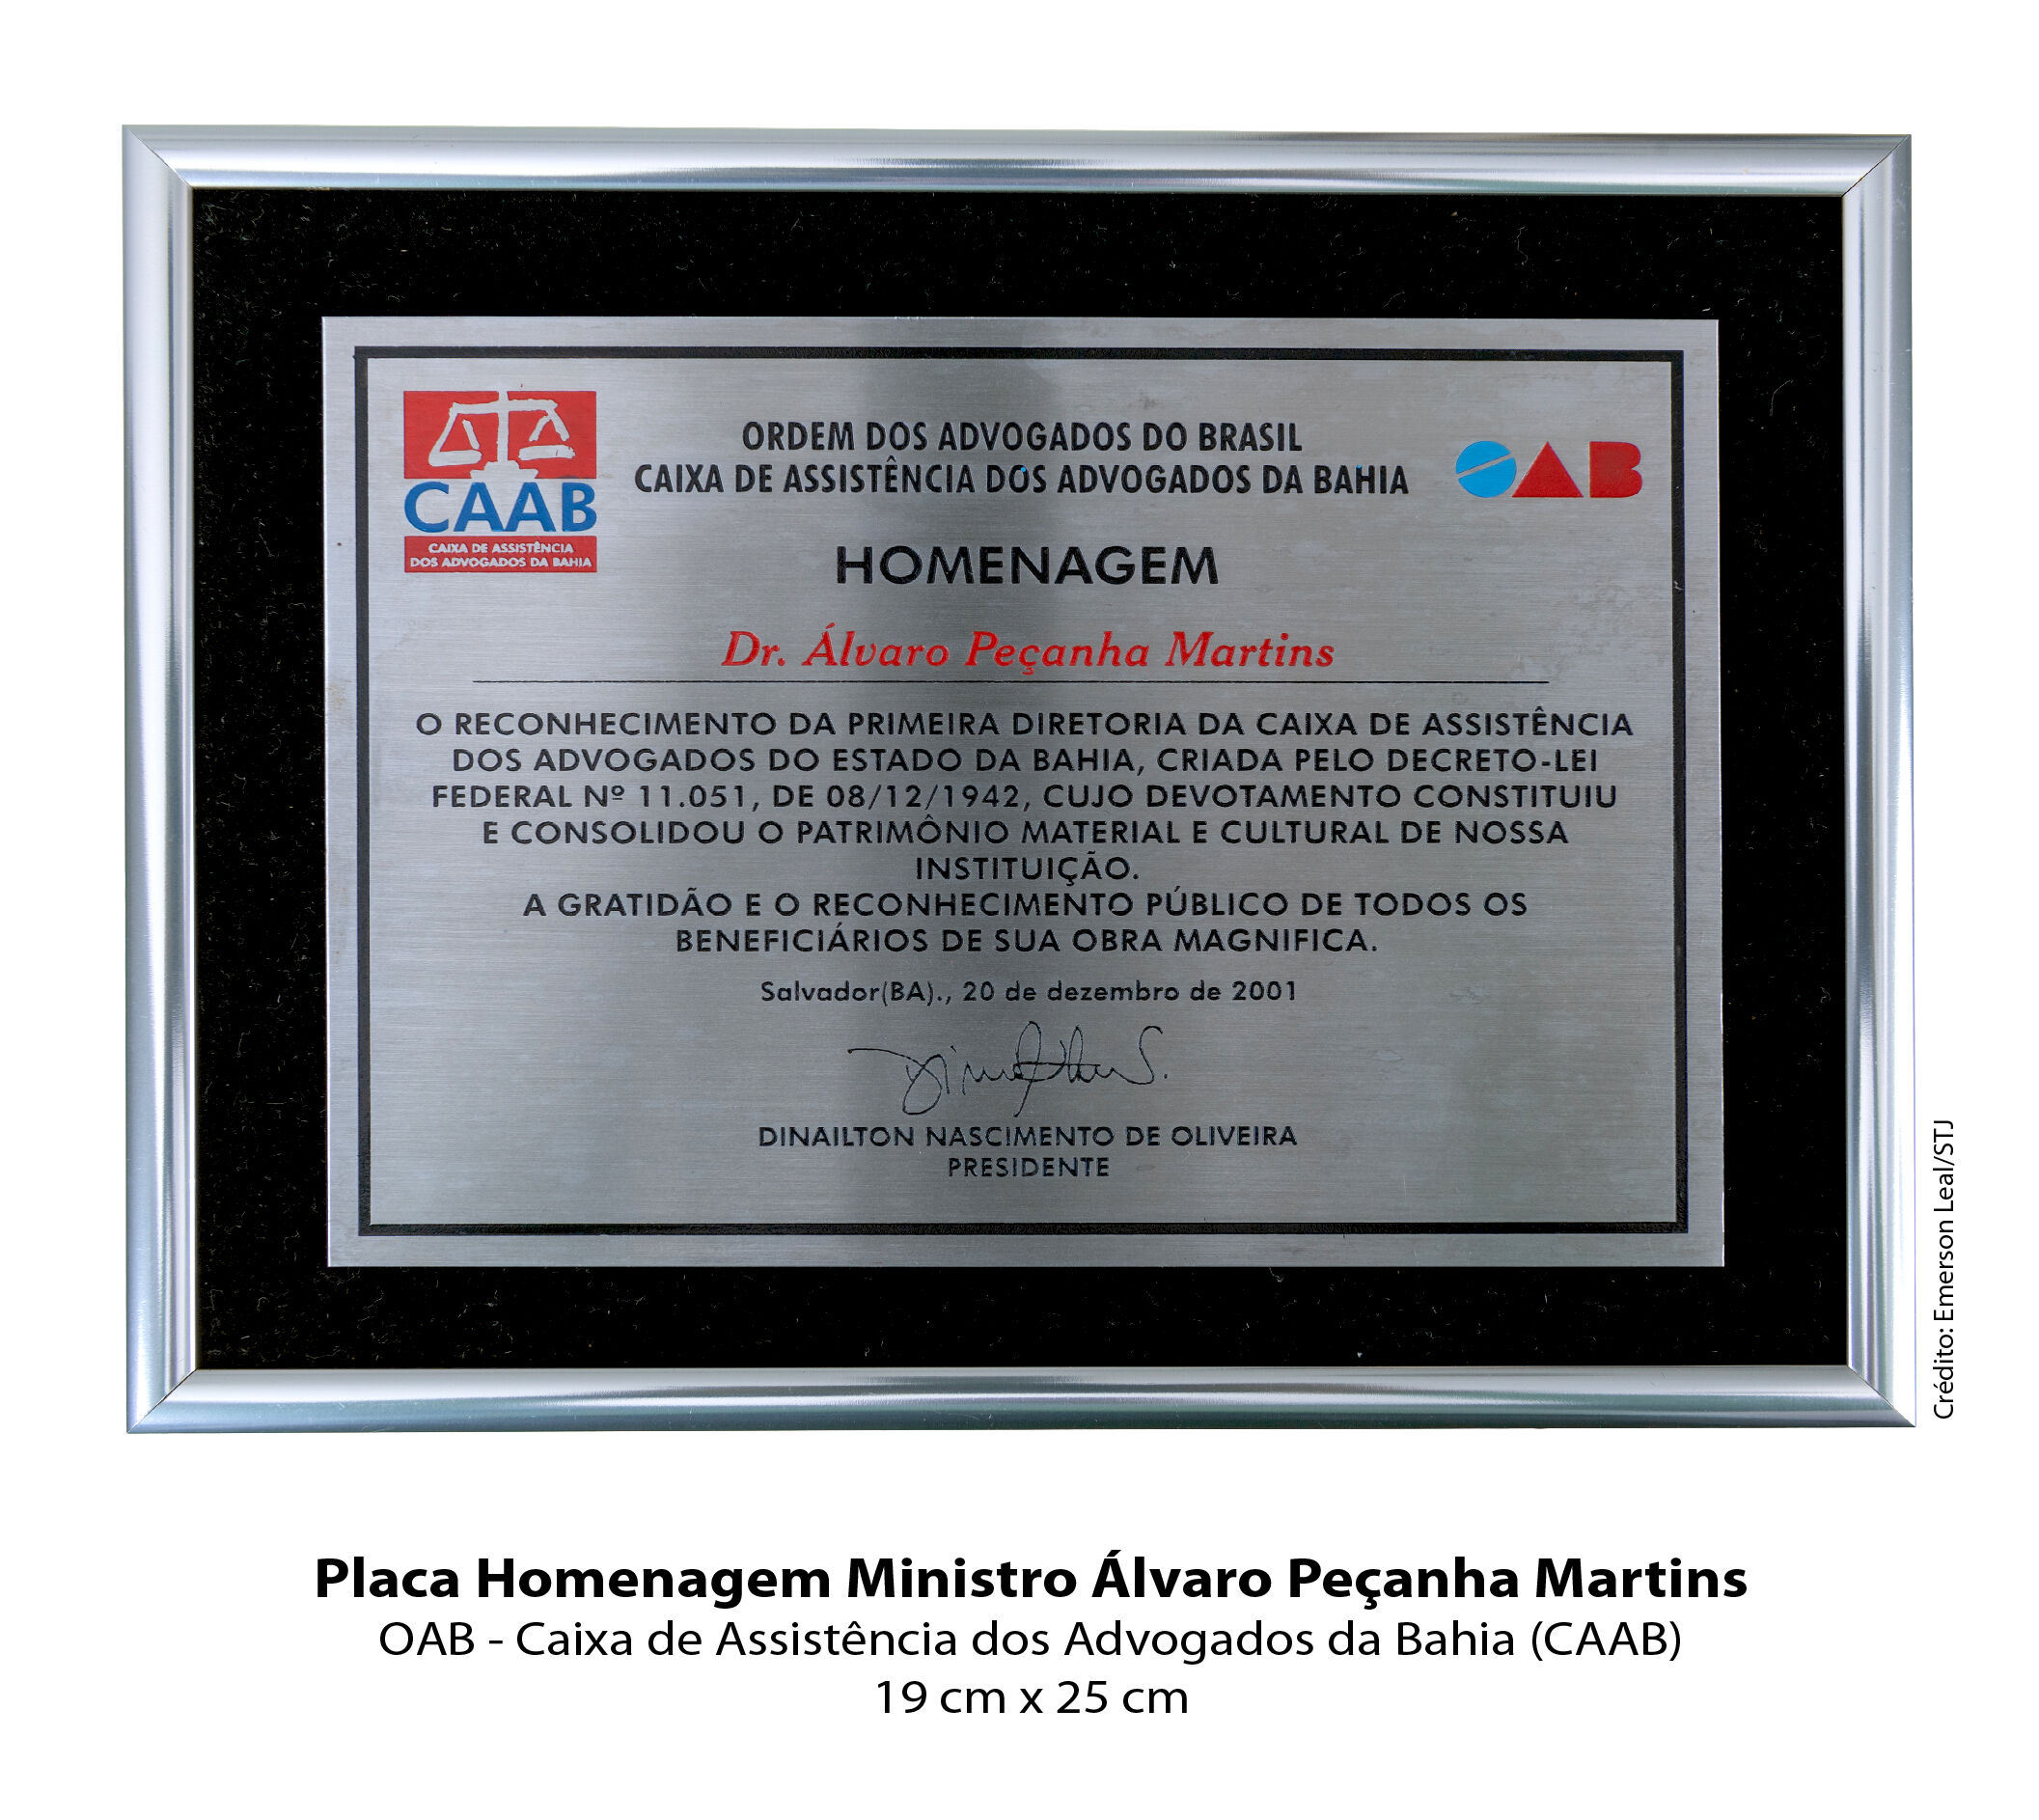 CAAB
CAIXA DE ASSISTÊNCIA
DOS ADVOGADOS DA BAHIA
ORDEM DOS ADVOGADOS DO BRASIL
CAIXA DE ASSISTÊNCIA DOS ADVOGADOS DA BAHIA
OAB
HOMENAGEM
Dr. Álvaro Peçanha Martins
O RECONHECIMENTO DA PRIMEIRA DIRETORIA DA CAIXA DE ASSISTÊNCIA
DOS ADVOGADOS DO ESTADO DA BAHIA, CRIADA PELO DECRETO-LEI
FEDERAL Nº 11.051, DE 08/12/1942, CUJO DEVOTAMENTO CONSTITUIU
E CONSOLIDOU O PATRIMÔNIO MATERIAL E CULTURAL DE NOSSA
INSTITUIÇÃO.
A GRATIDÃO E O RECONHECIMENTO PÚBLICO DE TODOS OS
BENEFICIÁRIOS DE SUA OBRA MAGNIFICA.
Salvador(BA)., 20 de dezembro de 2001
DINAILTON NASCIMENTO DE OLIVEIRA
PRESIDENTE
Crédito: Emerson Leal/STJ
Placa Homenagem Ministro Álvaro Peçanha Martins
OAB - Caixa de Assistência dos Advogados da Bahia (CAAB)
19 cm x 25 cm